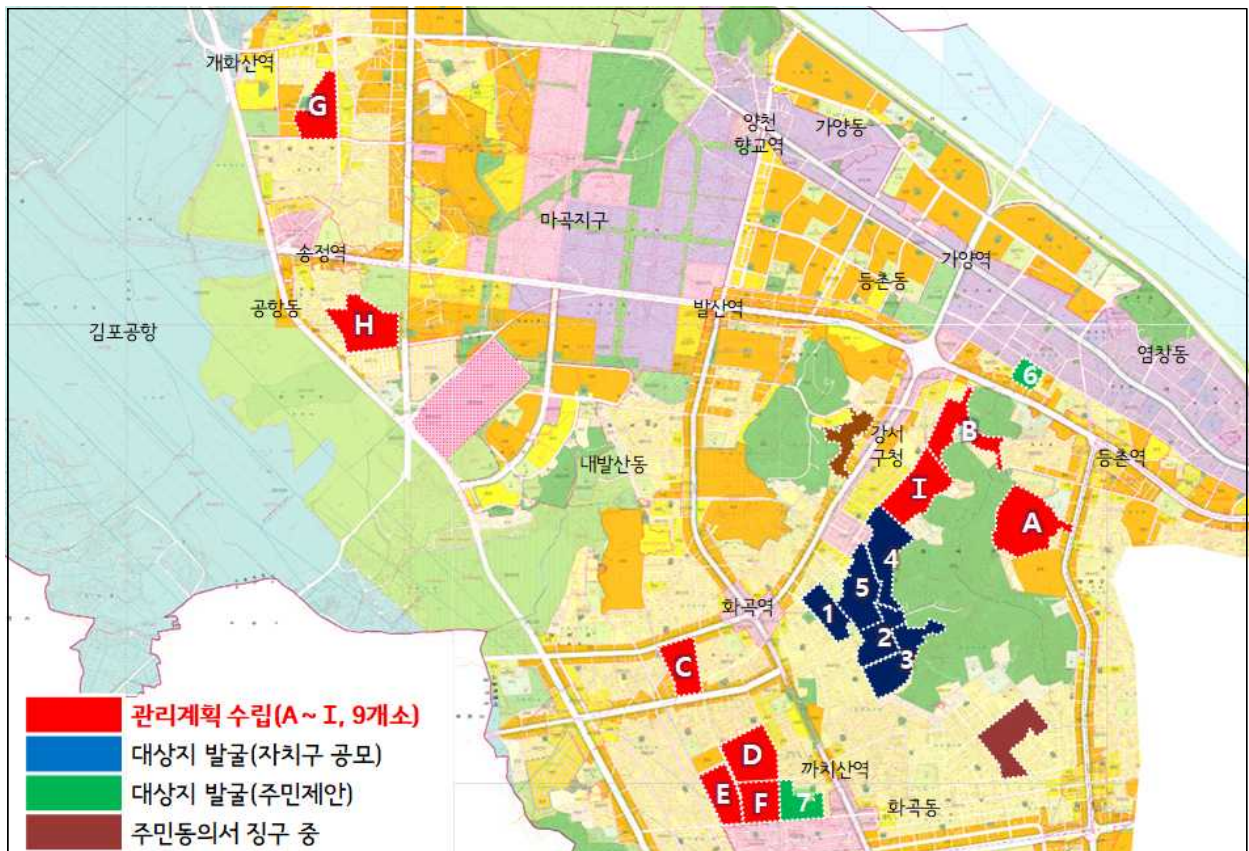 개화산역
G
양천
향교역
가양동
마곡지구
송정역
가양역
등촌동
공항동
발산역
김포공항
H
염창동
6
B
강서
구청
내발산동
등촌역
I
A
4
5
화곡역
1
2
3
C
관리계획 수립(A ~ I, 9개소)
대상지 발굴(자치구 공모)
D
까치산역
대상지 발굴(주민제안)
E
F
7
화곡동
주민동의서 징구 중